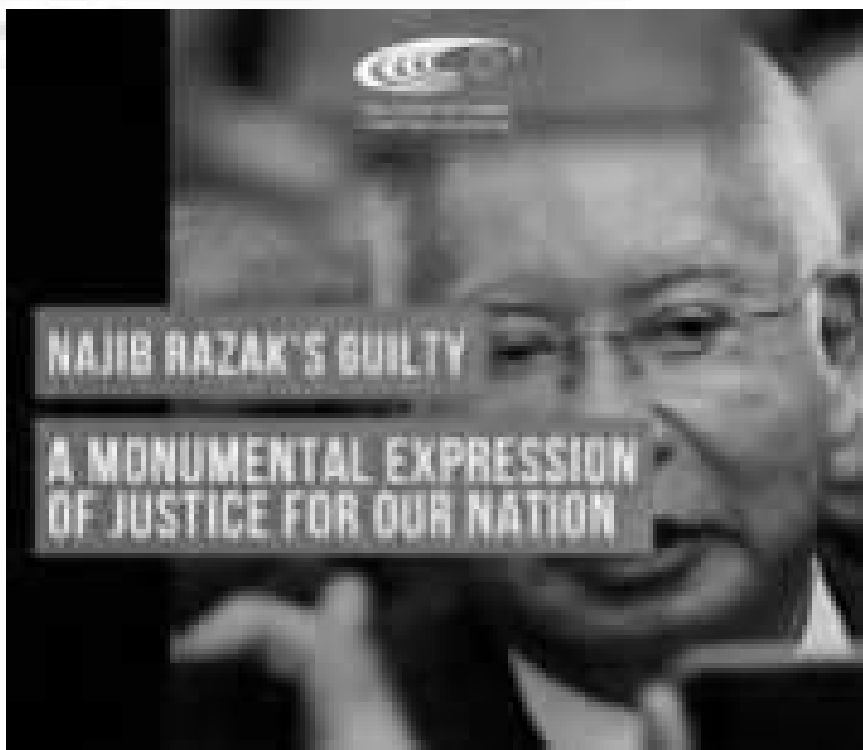 NAJIB RAZAK'S GUILTY
A MONUMENTAL EXPRESSION
OF JUSTICE FOR OUR NATION